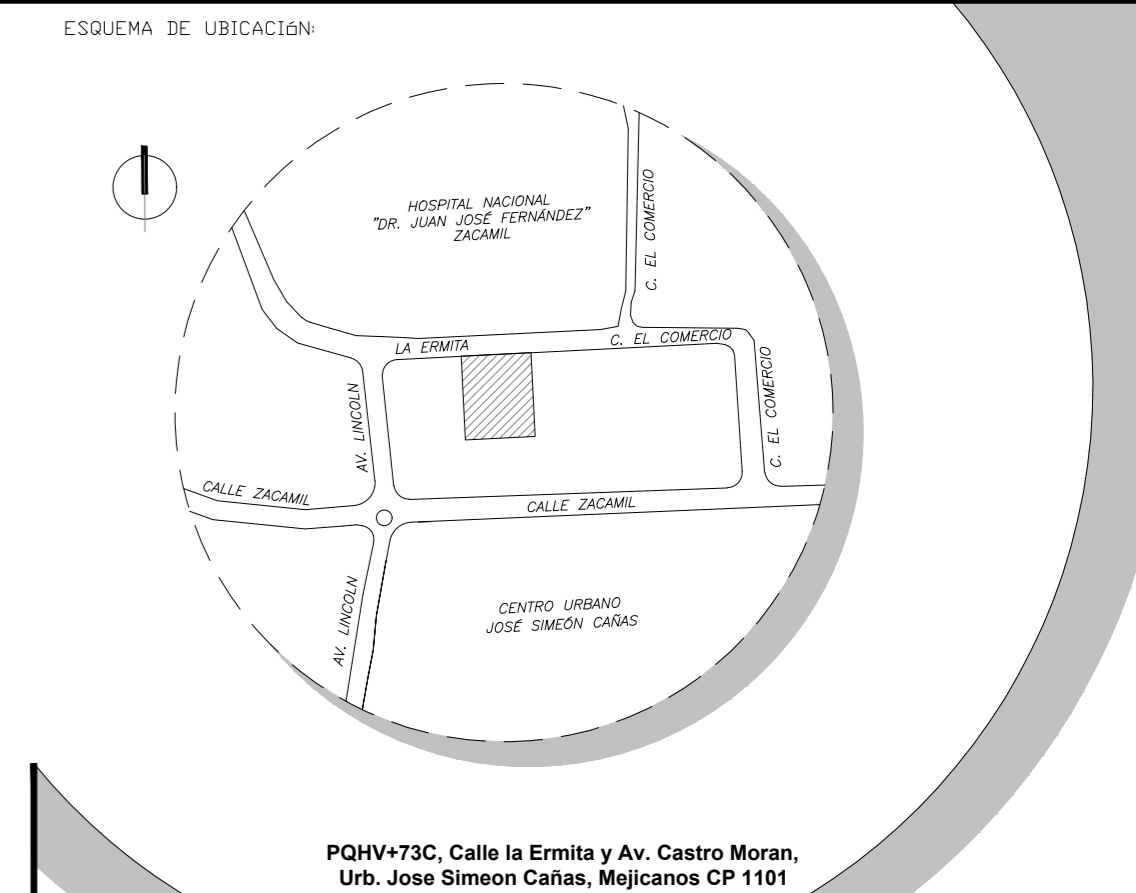 ESQUEMA DE UBICACIóN:
HOSPITAL NACIONAL
"DR. JUAN JOSÉ FERNÁNDEZ"
ZACAMIL
C. EL COMERCIO
LA ERMITA
C. EL COMERCIO
C. EL COMERCIO
AV. LINCOLN
CALLE ZACAMIL
CALLE ZACAMIL
AV. LINCOLN
CENTRO URBANO
JOSÉ SIMEÓN CAÑAS
PQHV+73C, Calle la Ermita y Av. Castro Moran,
Urb. Jose Simeon Cañas, Mejicanos CP 1101